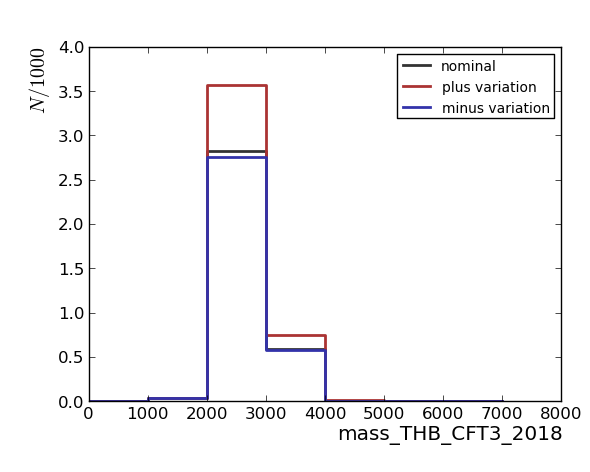 N/1000
4.0
3.5
3.0
2.5
2.0
1.5
1.0
0.5
0.0
nominal
plus variation
minus variation
0 1000 2000 3000 4000 5000 6000 7000 8000
mass_THB_CFT3_2018